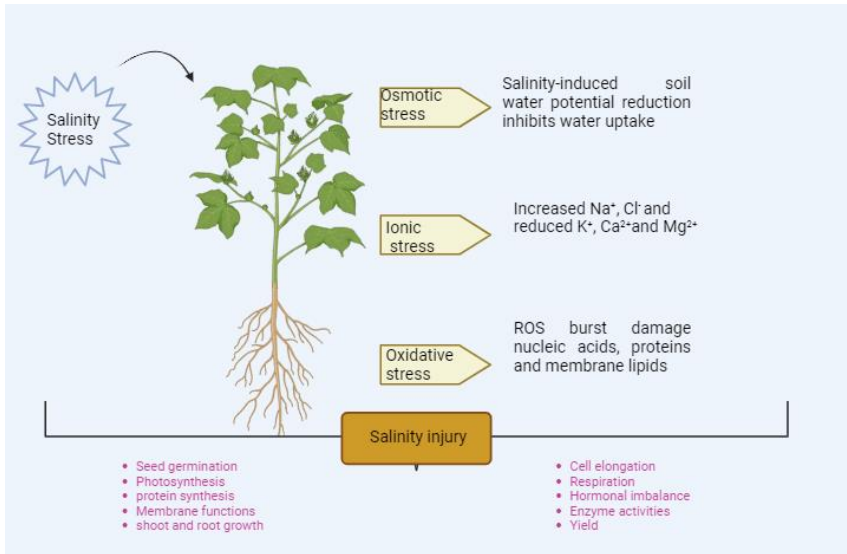 Salinity
Stress
Osmotic
stress
Salinity-induced soil
water potential reduction
inhibits water uptake
Ionic
stress
Increased Na⁺, Cl⁻ and
reduced K⁺, Ca²⁺and Mg²⁺
Oxidative
stress
ROS burst damage
nucleic acids, proteins
and membrane lipids
Salinity injury
• Seed germination
• Photosynthesis
• protein synthesis
• Membrane functions
• shoot and root growth
• Cell elongation
• Respiration
• Hormonal imbalance
• Enzyme activities
• Yield